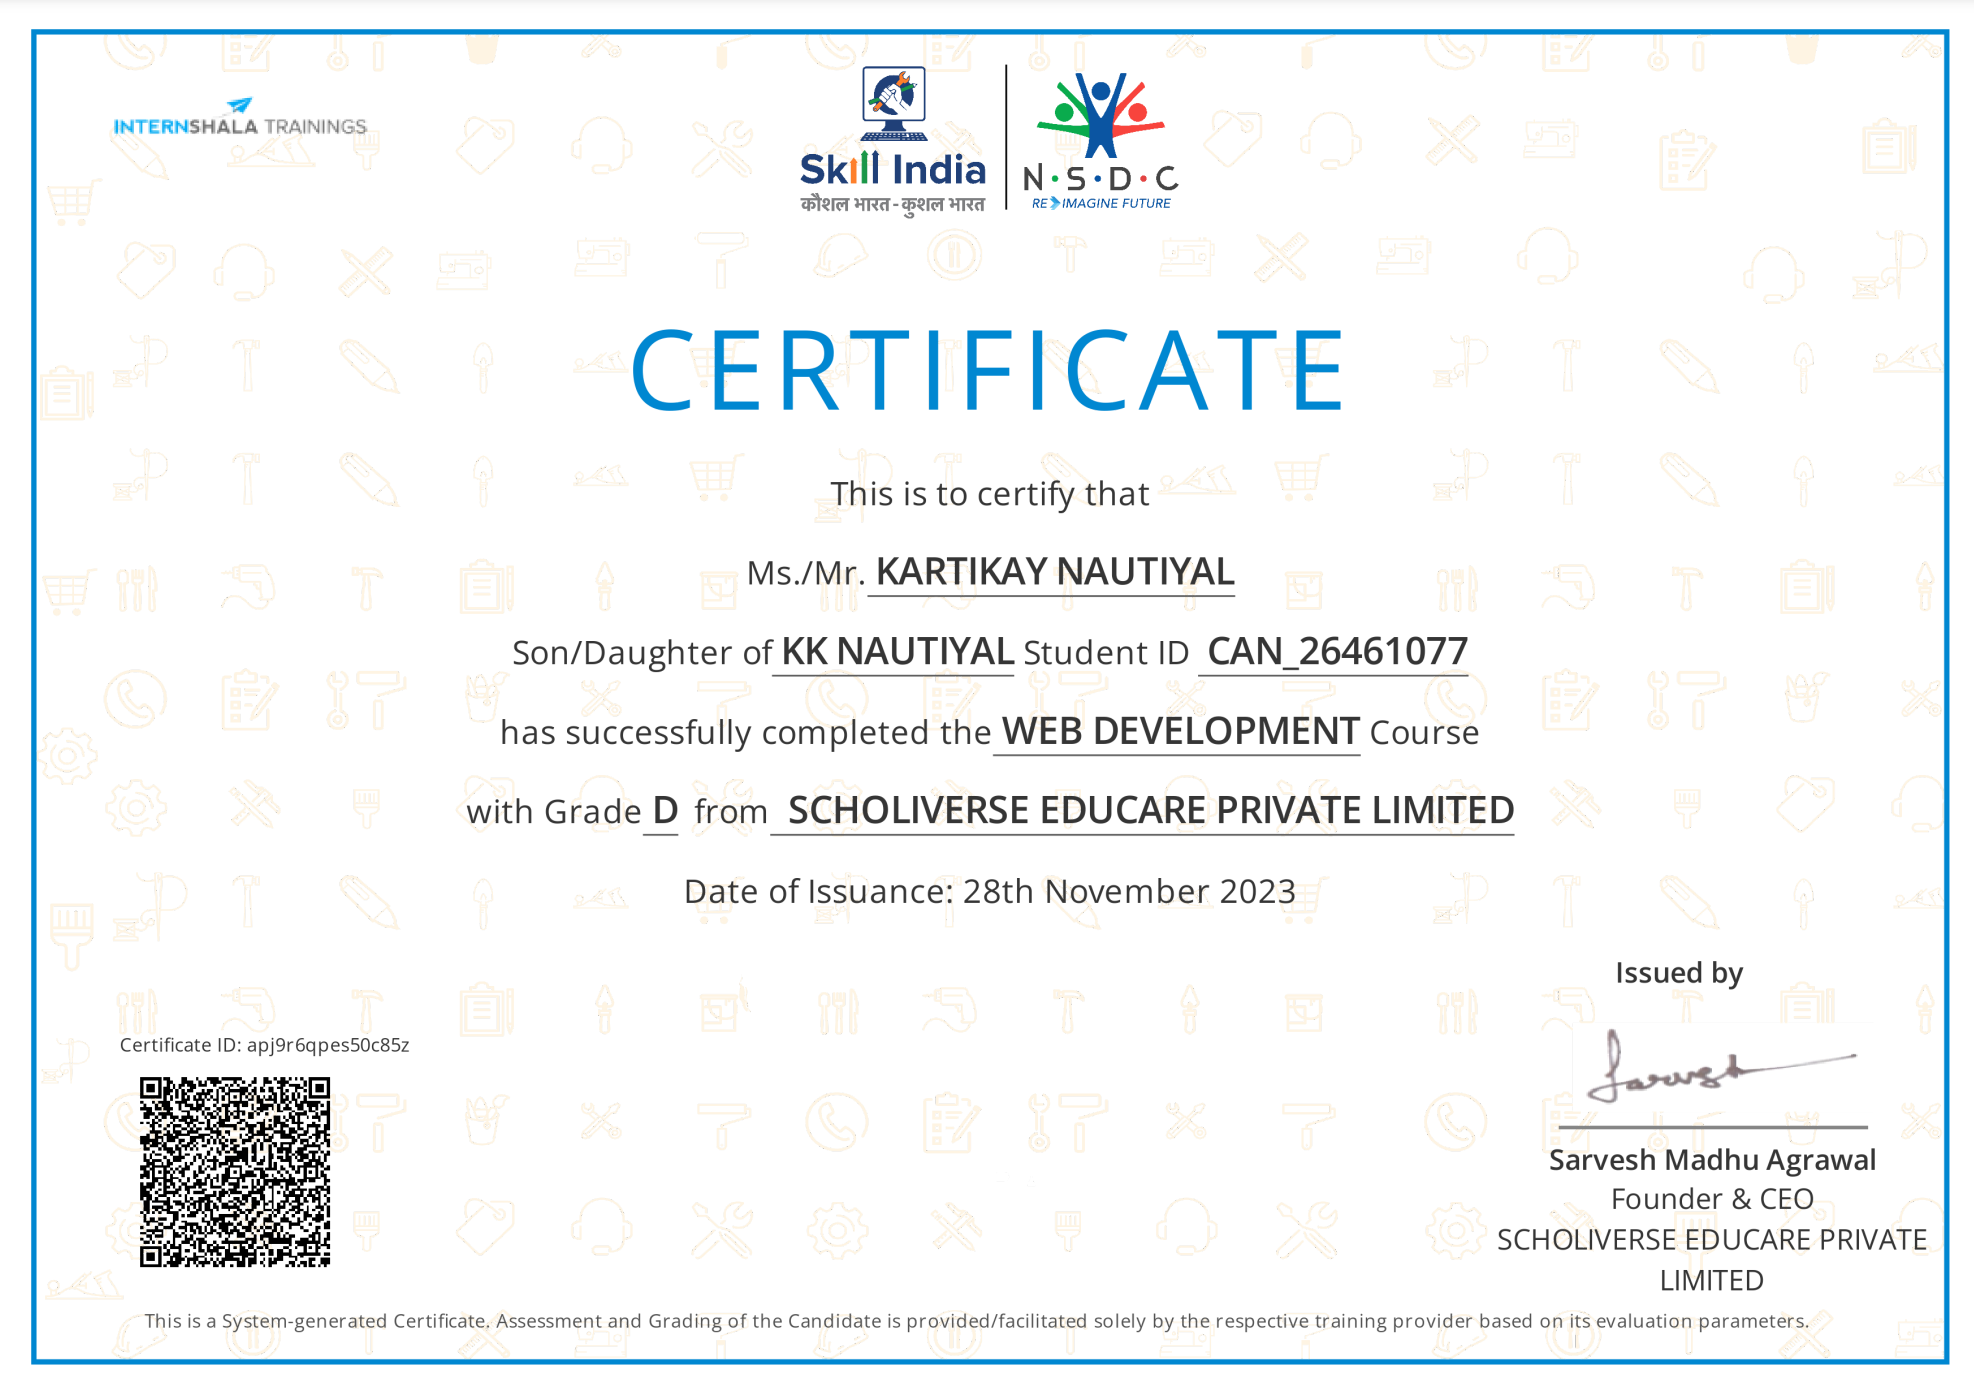 INTERNSHALA TRAININGS
Skill India
कौशल भारत - कुशल भारत
N·S·D·C
RE IMAGINE FUTURE
CERTIFICATE
This is to certify that
Ms./Mr. KARTIKAY NAUTIYAL
Son/Daughter of KK NAUTIYAL Student ID CAN_26461077
has successfully completed the WEB DEVELOPMENT Course
with Grade D from SCHOLIVERSE EDUCARE PRIVATE LIMITED
Date of Issuance: 28th November 2023
Issued by
Certificate ID: apj9r6qpes50c85z
Sarvesh
Sarvesh Madhu Agrawal
Founder & CEO
SCHOLIVERSE EDUCARE PRIVATE
LIMITED
This is a System-generated Certificate. Assessment and Grading of the Candidate is provided/facilitated solely by the respective training provider based on its evaluation parameters.